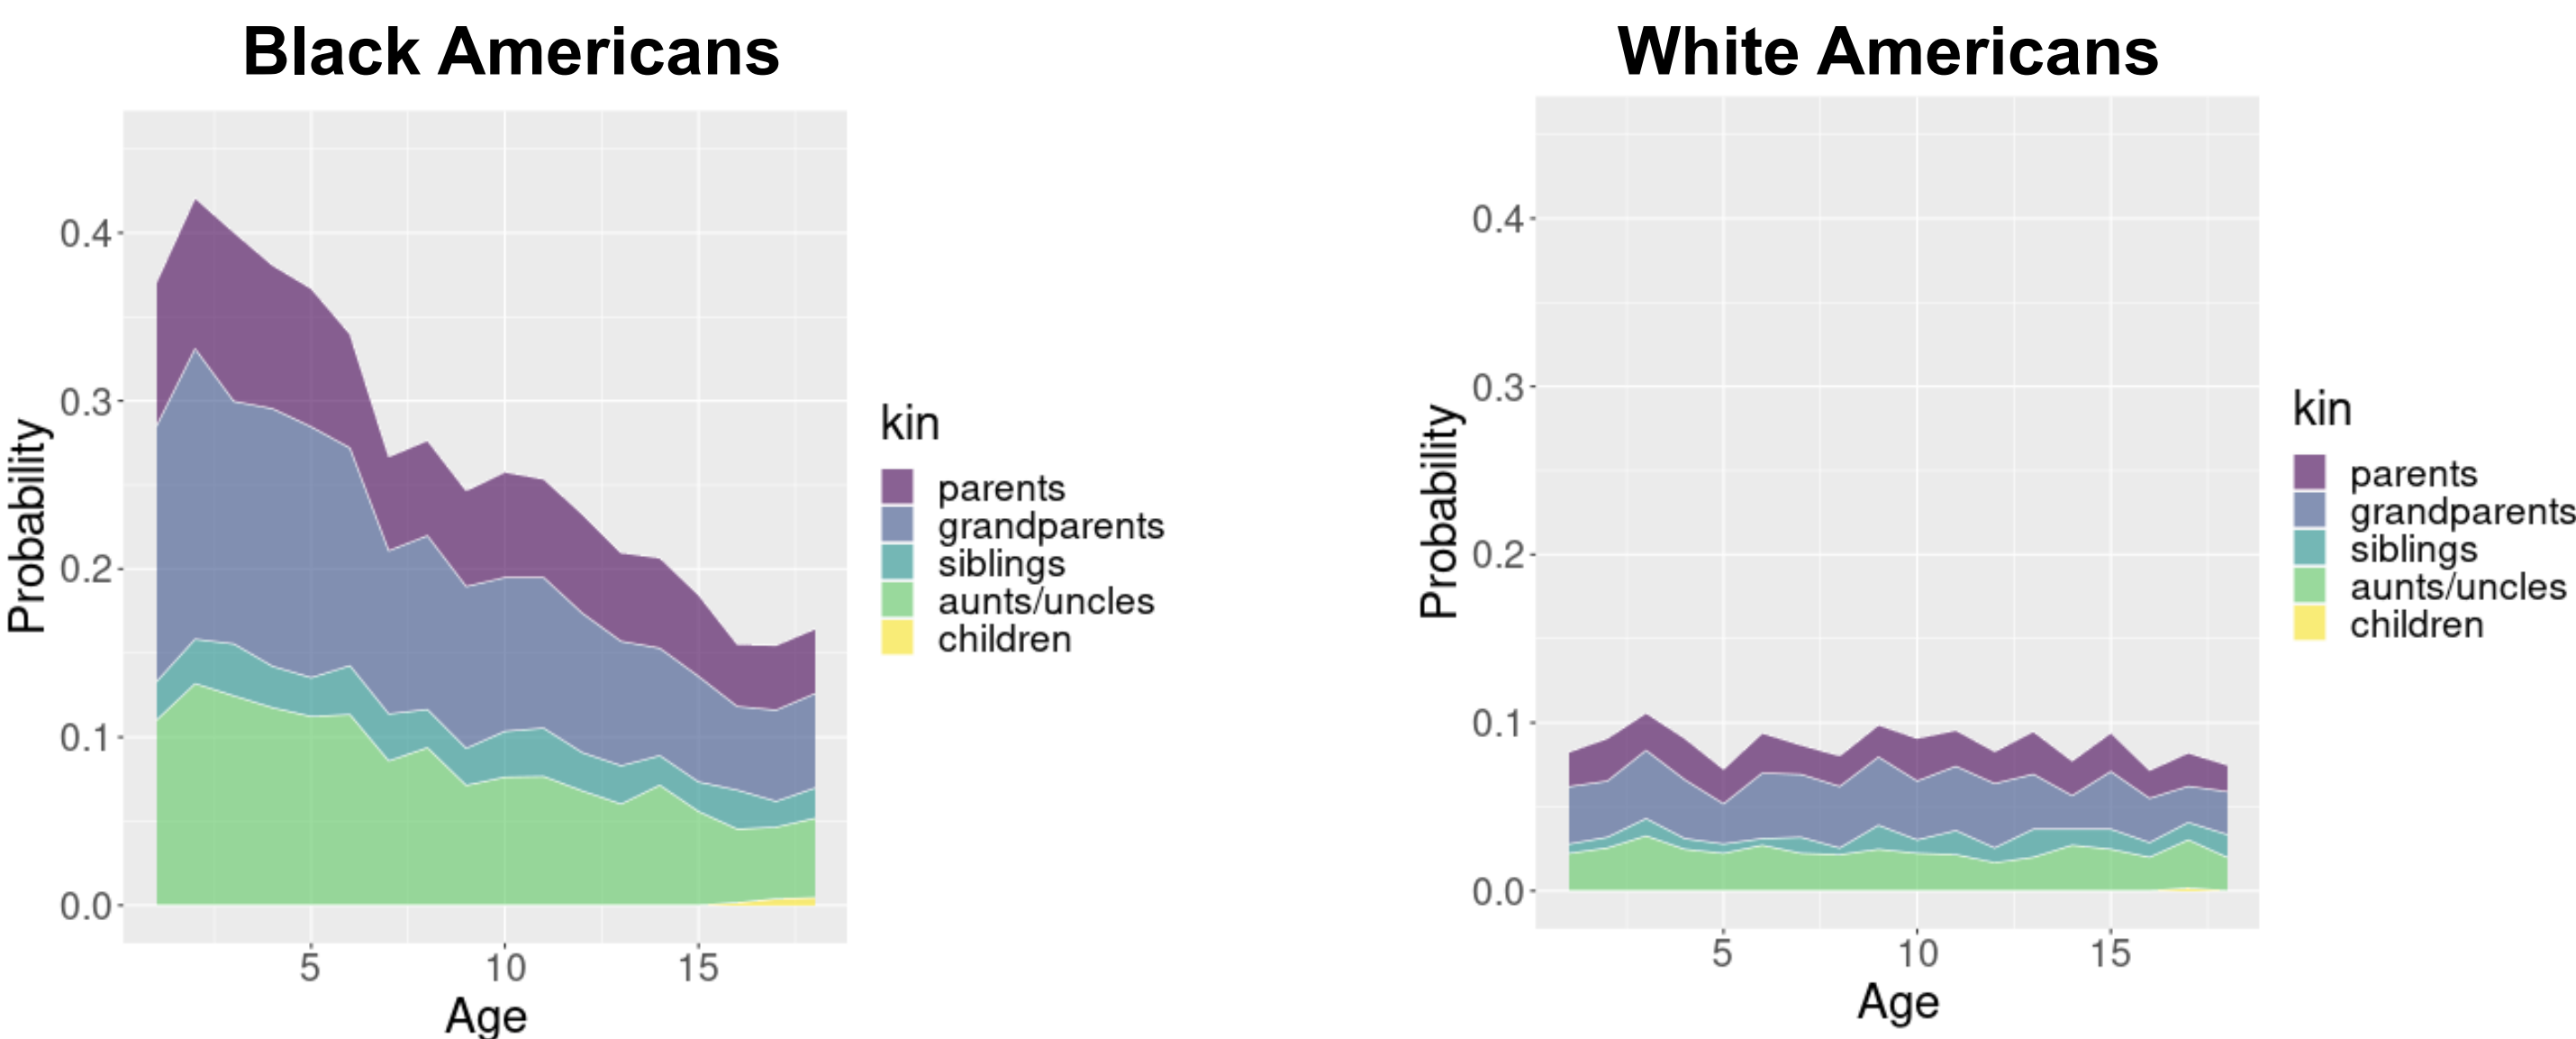 Black Americans
Probability
0.4
0.3
0.2
0.1
0.0
5
10
15
Age
kin
parents
grandparents
siblings
aunts/uncles
children
White Americans
Probability
0.4
0.3
0.2
0.1
0.0
5
10
15
Age
kin
parents
grandparents
siblings
aunts/uncles
children